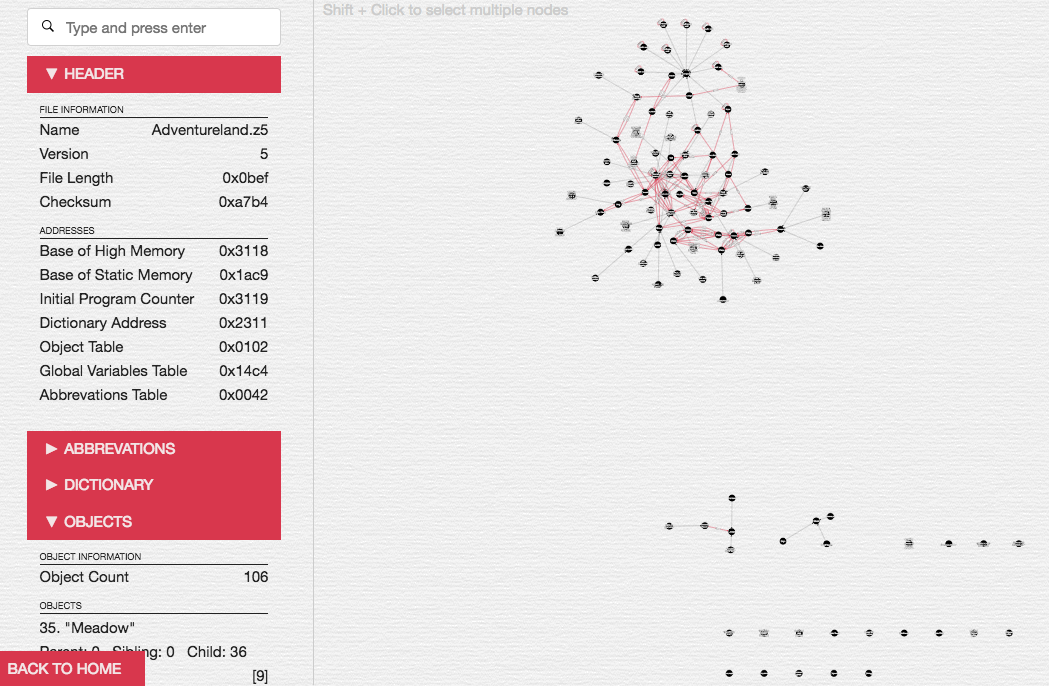 Shift + Click to select multiple nodes
Type and press enter
▼ HEADER
FILE INFORMATION
Name Adventureland.z5
Version 5
File Length 0x0bef
Checksum 0xa7b4
ADDRESSES
Base of High Memory 0x3118
Base of Static Memory 0x1ac9
Initial Program Counter 0x3119
Dictionary Address 0x2311
Object Table 0x0102
Global Variables Table 0x14c4
Abbrevations Table 0x0042
▶ ABBREVATIONS
▶ DICTIONARY
▼ OBJECTS
OBJECT INFORMATION
Object Count 106
OBJECTS
35. "Meadow"
Parent: 0 Sibling: 0 Child: 36
BACK TO HOME
[9]